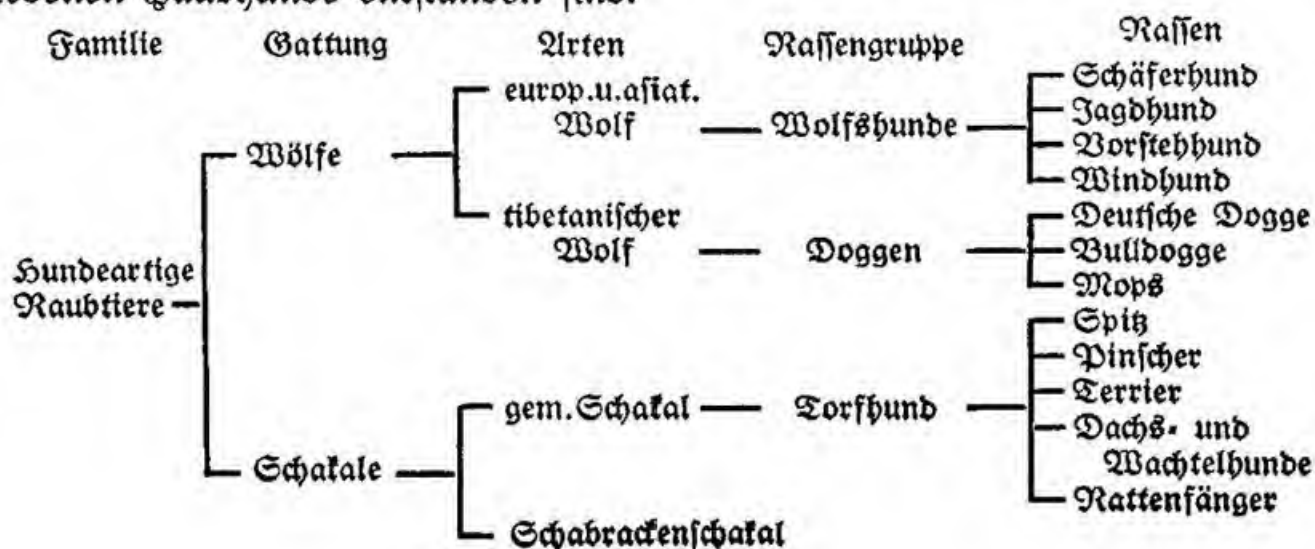 Familie Gattung Arten Rassengruppe Rassen
europ.u.asiat. Wolf
Wölfe
Wolfshunde
Schäferhund
Jagdhund
Vorstehhund
Windhund
tibetanischer Wolf
Doggen
Deutsche Dogge
Bulldogge
Mops
Hundeartige
Raubtiere
Spitz
Pinscher
Terrier
Dachs- und
Wachtelhunde
Rattenfänger
gem.Schakal
Torfhund
Schakale
Schabrackenschakal